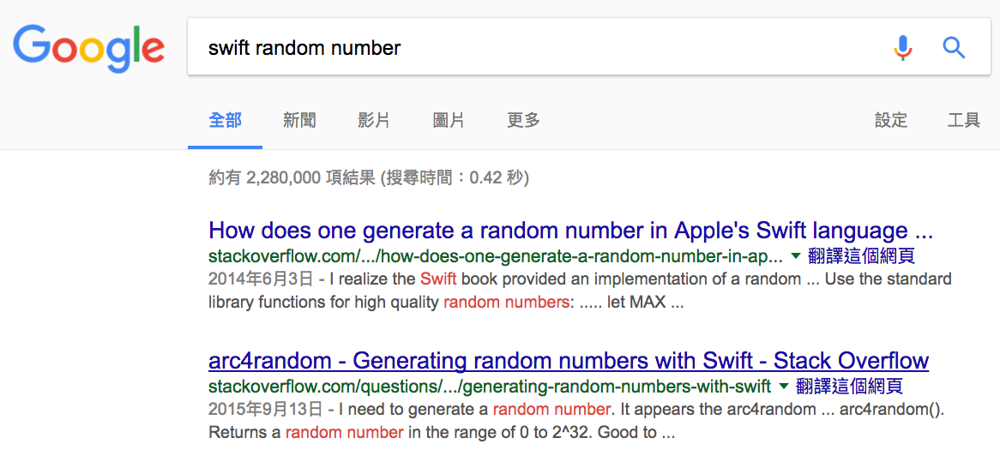 Google
swift random number
全部 新聞 影片 圖片 更多 設定 工具
約有 2,280,000 項結果 (搜尋時間：0.42 秒)
How does one generate a random number in Apple's Swift language ...
stackoverflow.com/.../how-does-one-generate-a-random-number-in-ap... 翻譯這個網頁
2014年6月3日 - I realize the Swift book provided an implementation of a random ... Use the standard
library functions for high quality random numbers: ..... let MAX ...
arc4random - Generating random numbers with Swift - Stack Overflow
stackoverflow.com/questions/.../generating-random-numbers-with-swift 翻譯這個網頁
2015年9月13日 - I need to generate a random number. It appears the arc4random ... arc4random().
Returns a random number in the range of 0 to 2^32. Good to ...